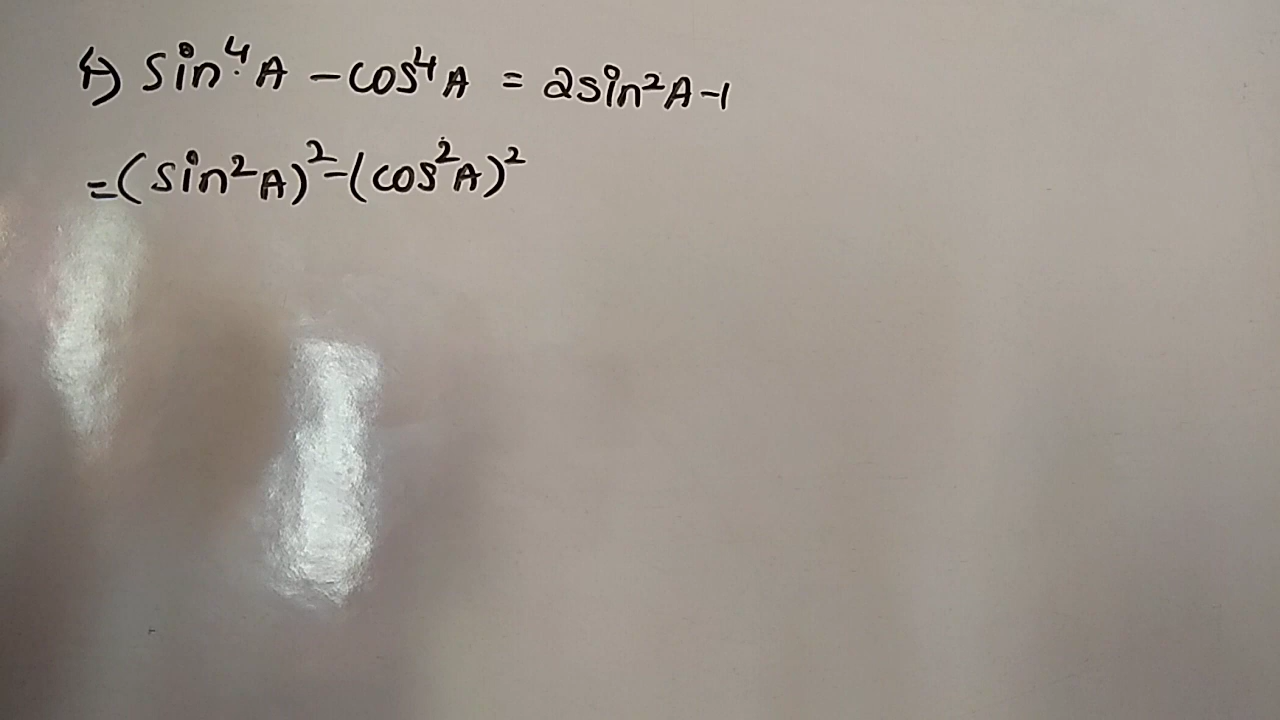 4) sin⁴A - cos⁴A = 2sin²A-1
=(sin²A)²-(cos²A)²